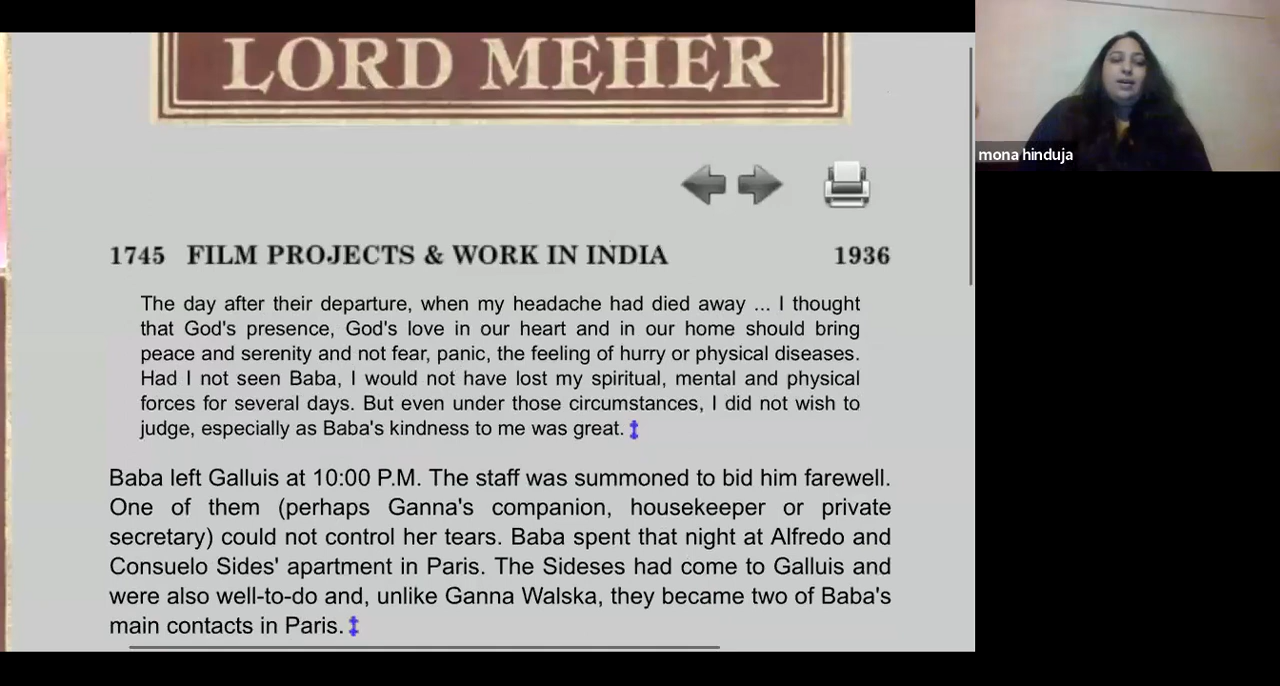 LORD MEHER
mona hinduja
1745 FILM PROJECTS & WORK IN INDIA 1936
The day after their departure, when my headache had died away ... I thought
that God's presence, God's love in our heart and in our home should bring
peace and serenity and not fear, panic, the feeling of hurry or physical diseases.
Had I not seen Baba, I would not have lost my spiritual, mental and physical
forces for several days. But even under those circumstances, I did not wish to
judge, especially as Baba's kindness to me was great. ‡
Baba left Galluis at 10:00 P.M. The staff was summoned to bid him farewell.
One of them (perhaps Ganna's companion, housekeeper or private
secretary) could not control her tears. Baba spent that night at Alfredo and
Consuelo Sides' apartment in Paris. The Sideses had come to Galluis and
were also well-to-do and, unlike Ganna Walska, they became two of Baba's
main contacts in Paris. ‡